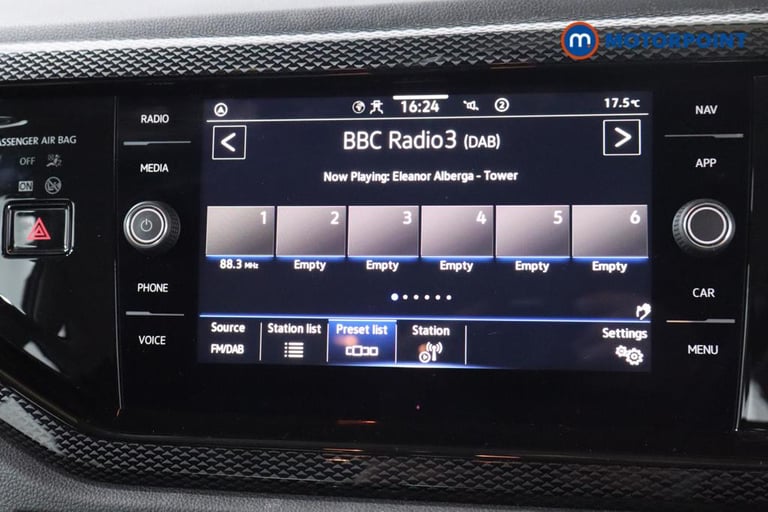 m MOTORPOINT
RADIO
16:24
2
17.5°C
NAV
PASSENGER AIR BAG
OFF
ON
MEDIA
<
BBC Radio3 (DAB)
>
APP
Now Playing: Eleanor Alberga - Tower
1 2 3 4 5 6
88.3 MHz Empty Empty Empty Empty Empty
PHONE
CAR
VOICE
Source
FM/DAB
Station list
Preset list
Station
Settings
MENU